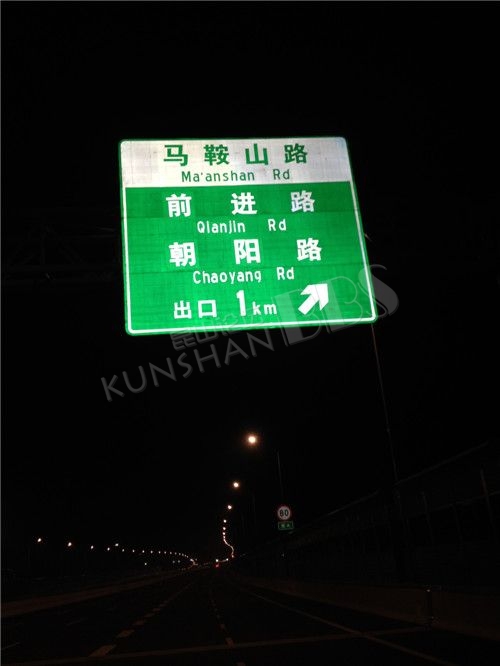 马鞍山路
Ma'anshan Rd
前进路
Qianjin Rd
朝阳路
Chaoyang Rd
出口 1km
KUNSHAN BBS
80